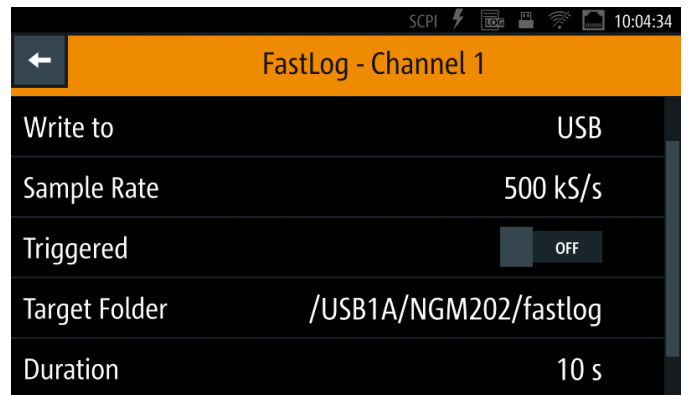 SCPI LOG 10:04:34
FastLog - Channel 1
Write to USB
Sample Rate 500 kS/s
Triggered OFF
Target Folder /USB1A/NGM202/fastlog
Duration 10 s